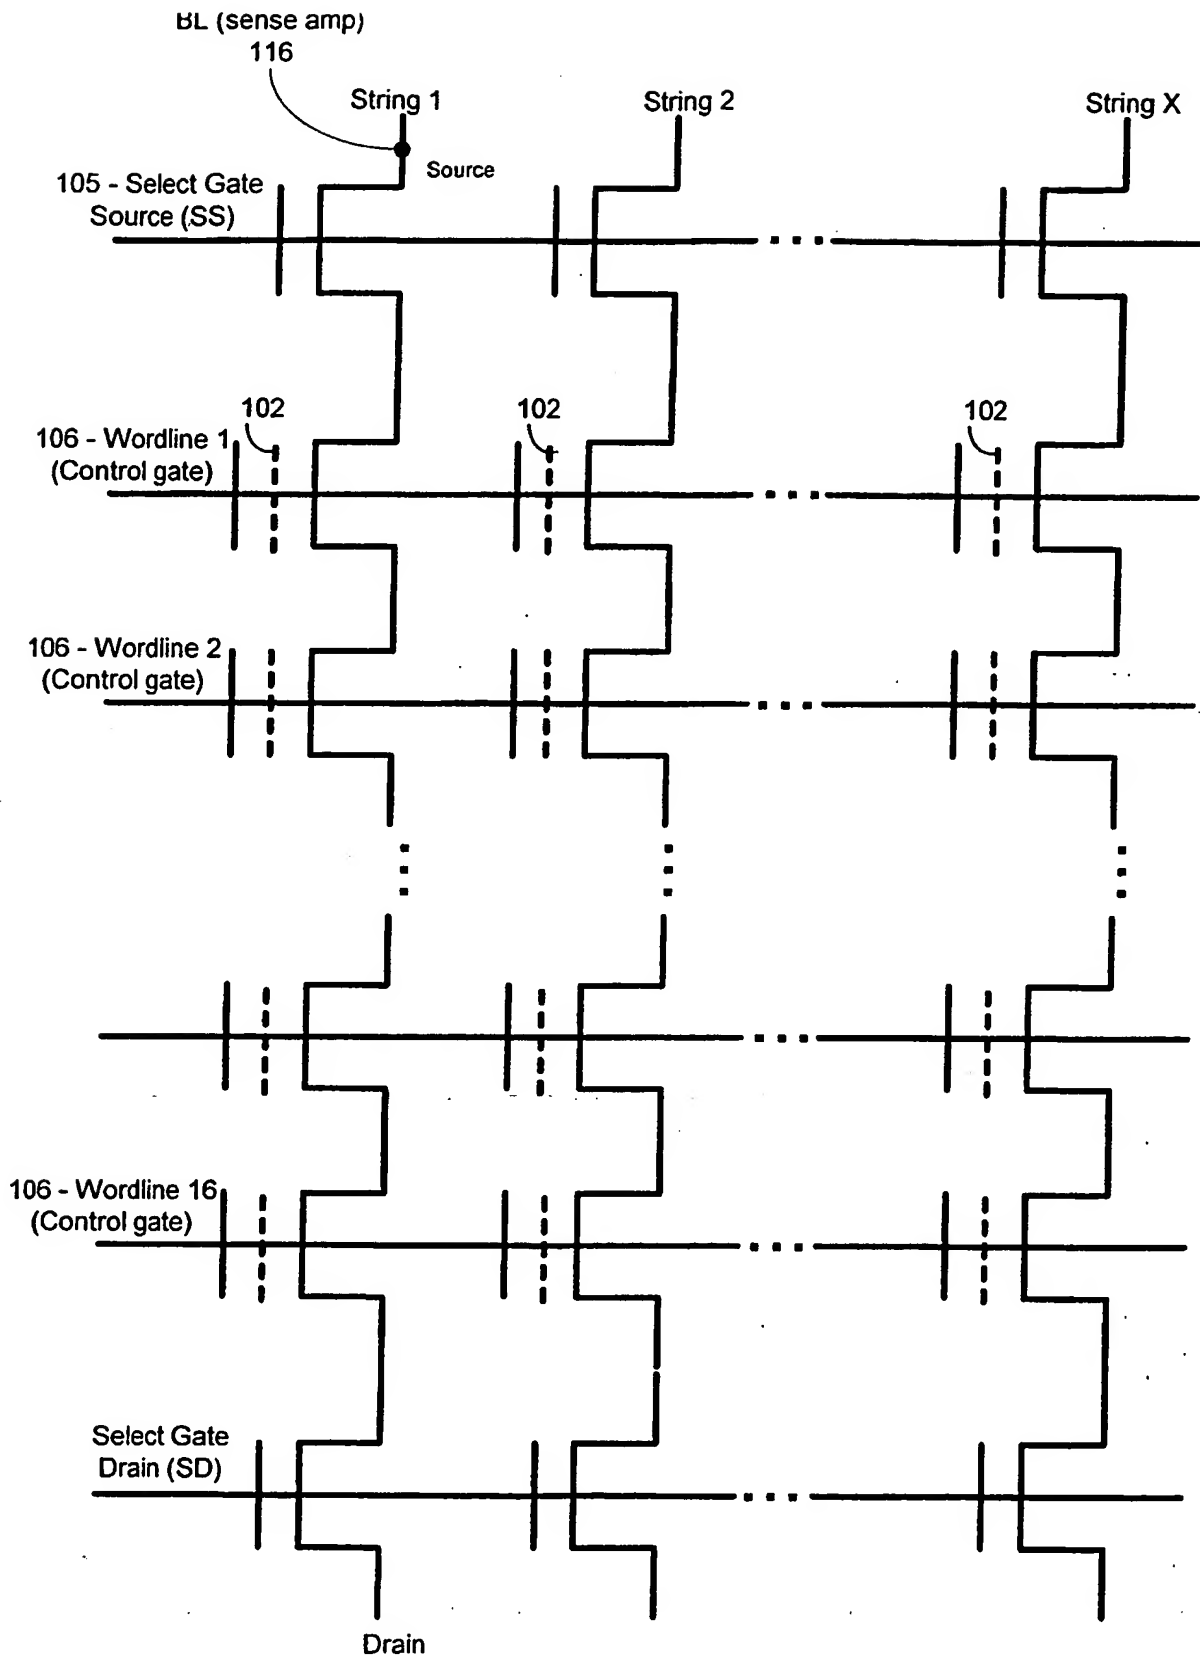 BL (sense amp)
116
String 1
String 2
String X
Source
105 - Select Gate
Source (SS)
102
102
102
106 - Wordline 1
(Control gate)
106 - Wordline 2
(Control gate)
106 - Wordline 16
(Control gate)
Select Gate
Drain (SD)
Drain